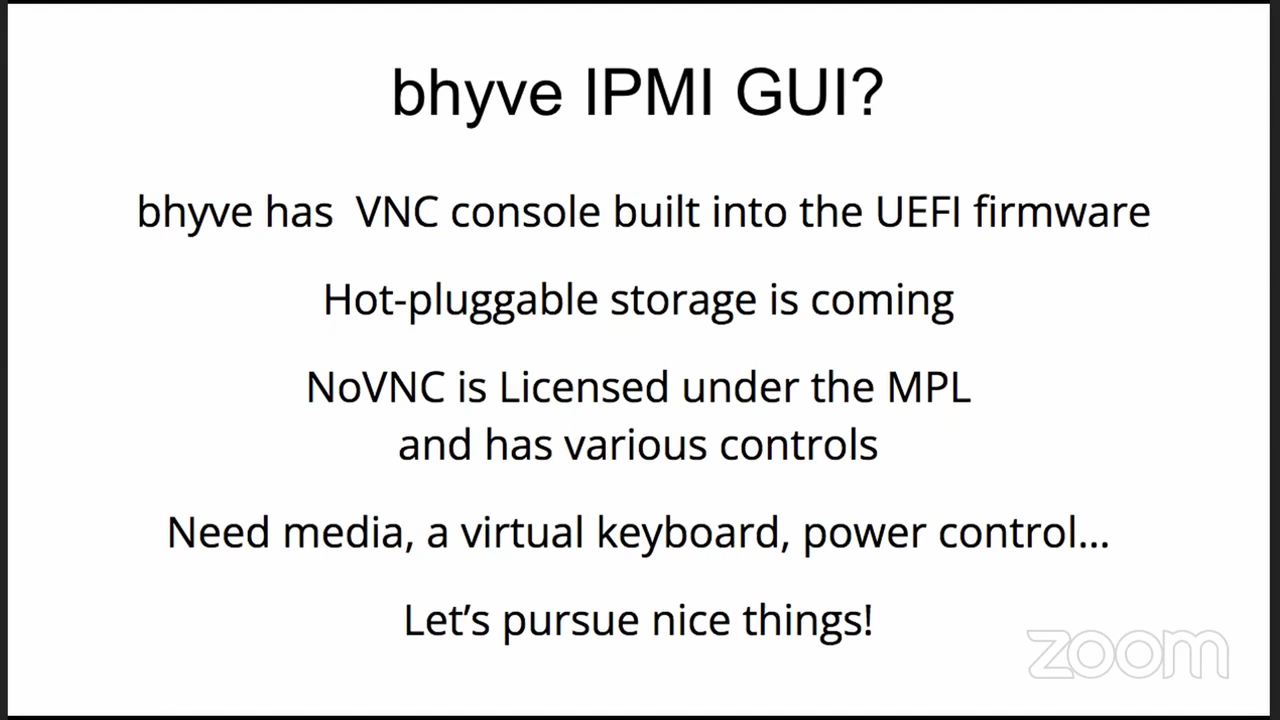 bhyve IPMI GUI?
bhyve has  VNC console built into the UEFI firmware
Hot-pluggable storage is coming
NoVNC is Licensed under the MPL
and has various controls
Need media, a virtual keyboard, power control...
Let’s pursue nice things!
zoom